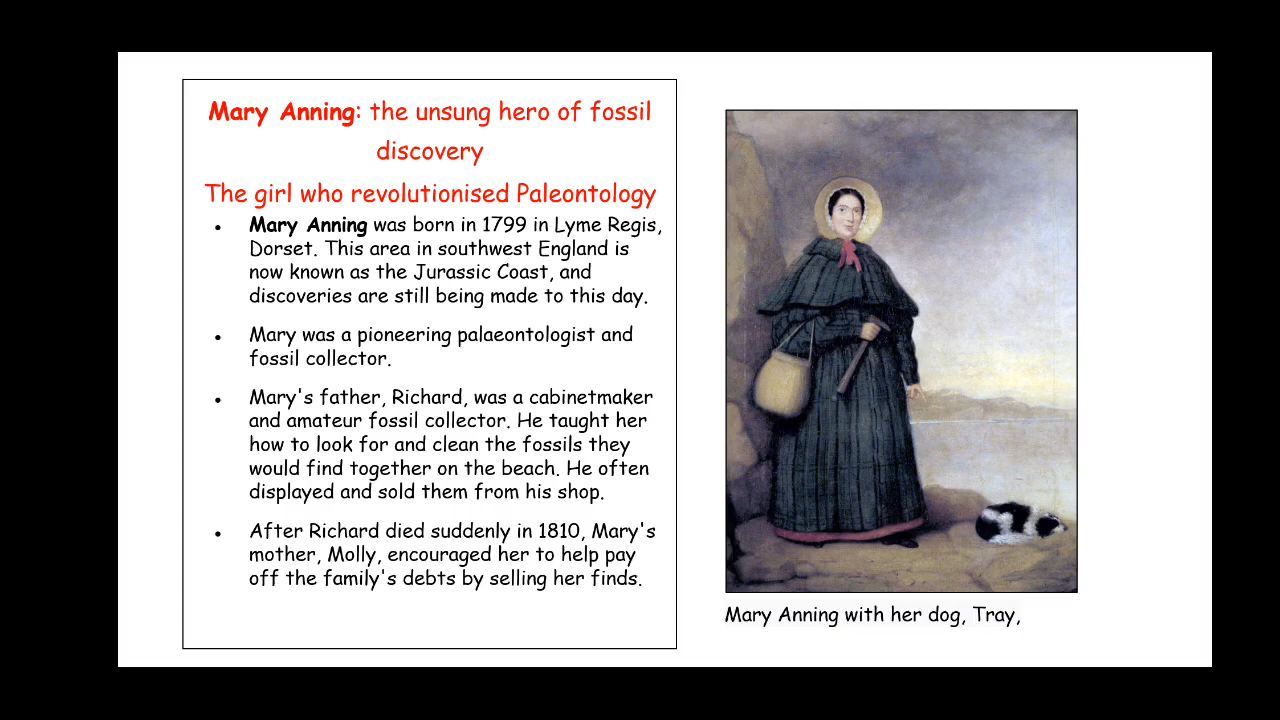 Mary Anning: the unsung hero of fossil
discovery
The girl who revolutionised Paleontology
• Mary Anning was born in 1799 in Lyme Regis,
Dorset. This area in southwest England is
now known as the Jurassic Coast, and
discoveries are still being made to this day.
• Mary was a pioneering palaeontologist and
fossil collector.
• Mary's father, Richard, was a cabinetmaker
and amateur fossil collector. He taught her
how to look for and clean the fossils they
would find together on the beach. He often
displayed and sold them from his shop.
• After Richard died suddenly in 1810, Mary's
mother, Molly, encouraged her to help pay
off the family's debts by selling her finds.
Mary Anning with her dog, Tray,